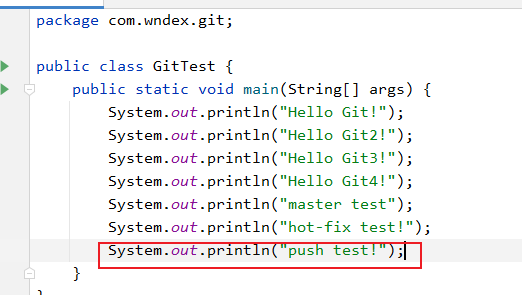 package com.wndex.git;
public class GitTest {
public static void main(String[] args) {
System.out.println("Hello Git!");
System.out.println("Hello Git2!");
System.out.println("Hello Git3!");
System.out.println("Hello Git4!");
System.out.println("master test");
System.out.println("hot-fix test!");
System.out.println("push test!");
}
}